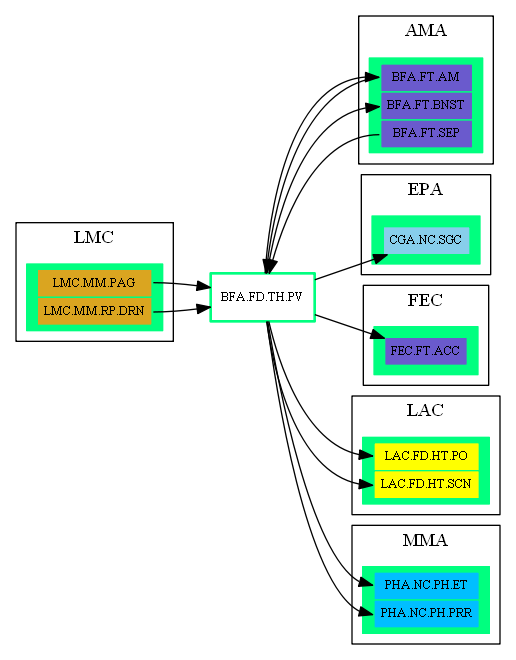 LMC
LMC.MM.PAG
LMC.MM.RP.DRN
BFA.FD.TH.PV
AMA
BFA.FT.AM
BFA.FT.BNST
BFA.FT.SEP
EPA
CGA.NC.SGC
FEC
FEC.FT.ACC
LAC
LAC.FD.HT.PO
LAC.FD.HT.SCN
MMA
PHA.NC.PH.ET
PHA.NC.PH.PRR